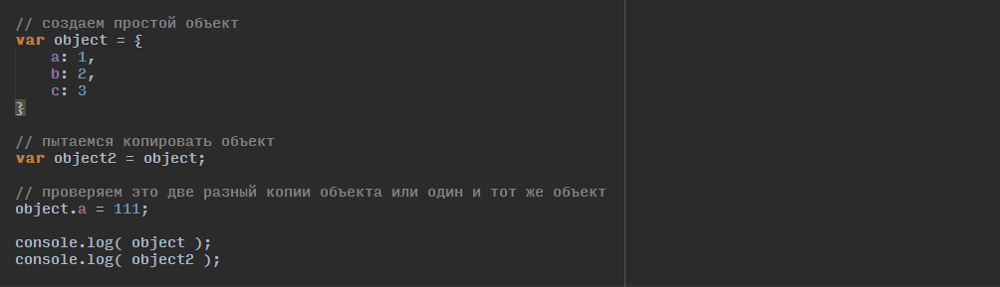 // создаем простой объект
var object = {
    a: 1,
    b: 2,
    c: 3
}
// пытаемся копировать объект
var object2 = object;
// проверяем это две разный копии объекта или один и тот же объект
object.a = 111;
console.log( object );
console.log( object2 );